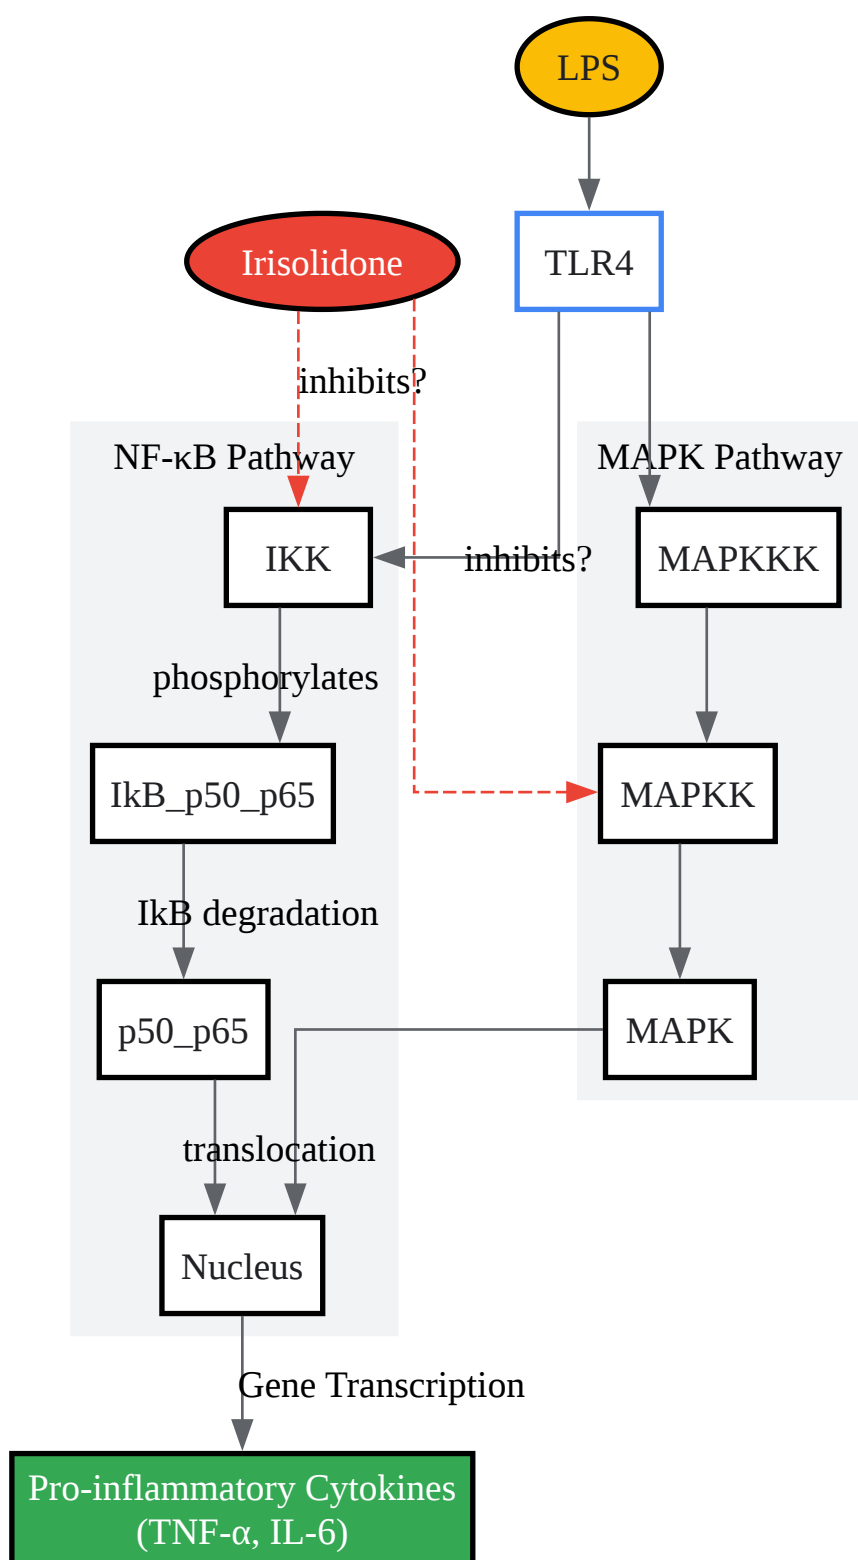 LPS
Irisolidone
TLR4
inhibits?
NF-κB Pathway
MAPK Pathway
IKK
inhibits?
MAPKKK
phosphorylates
IkB_p50_p65
MAPKK
IkB degradation
p50_p65
MAPK
translocation
Nucleus
Gene Transcription
Pro-inflammatory Cytokines
(TNF-α, IL-6)